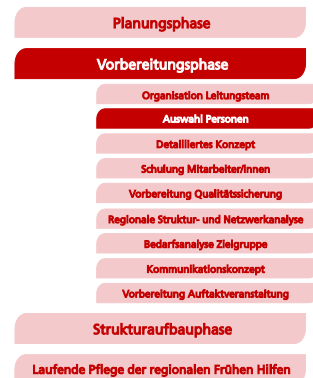 Planungsphase
Vorbereitungsphase
Organisation Leitungsteam
Auswahl Personen
Detailliertes Konzept
Schulung Mitarbeiter/innen
Vorbereitung Qualitätssicherung
Regionale Struktur- und Netzwerkanalyse
Bedarfsanalyse Zielgruppe
Kommunikationskonzept
Vorbereitung Auftaktveranstaltung
Strukturaufbauphase
Laufende Pflege der regionalen Frühen Hilfen